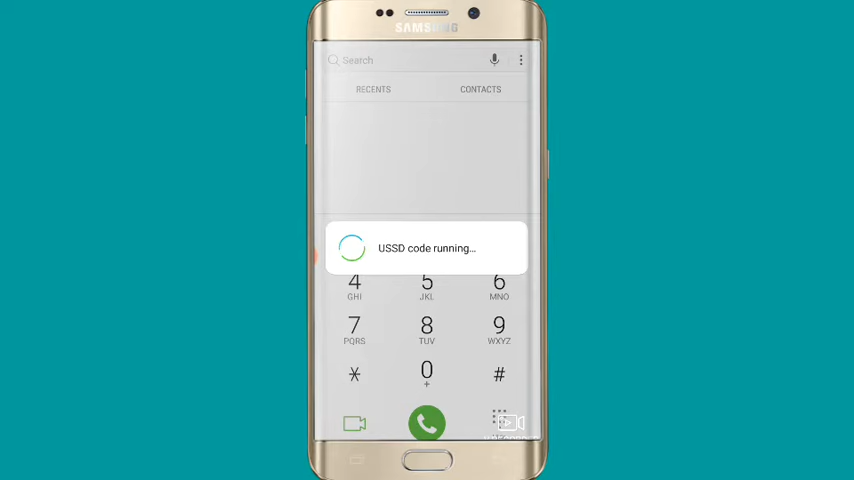 SAMSUNG
Search
RECENTS
CONTACTS
USSD code running...
4 5 6
GHI JKL MNO
7 8 9
PQRS TUV WXYZ
* 0 #
+